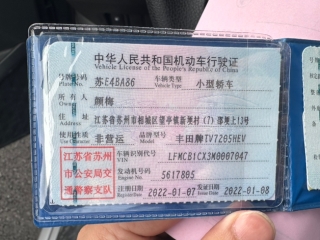 中华人民共和国机动车行驶证
Vehicle License of the People's Republic of China
号牌号码 苏E4BA86 车辆类型 小型轿车
Plate No. Vehicle Type
所有人 颜梅
Owner
住址 江苏省苏州市相城区望亭镇新埂村(7)堰埂上13号
Address
使用性质 非营运 品牌型号 丰田牌TV7205HEV
Use Character Model
江苏省苏州市公安局交通警察支队
车辆识别代号 LFMCB1CX3M0007047
VIN
发动机号码 5617805
Engine No.
注册日期 2022-01-07 发证日期 2022-01-08
Register Date Issue Date